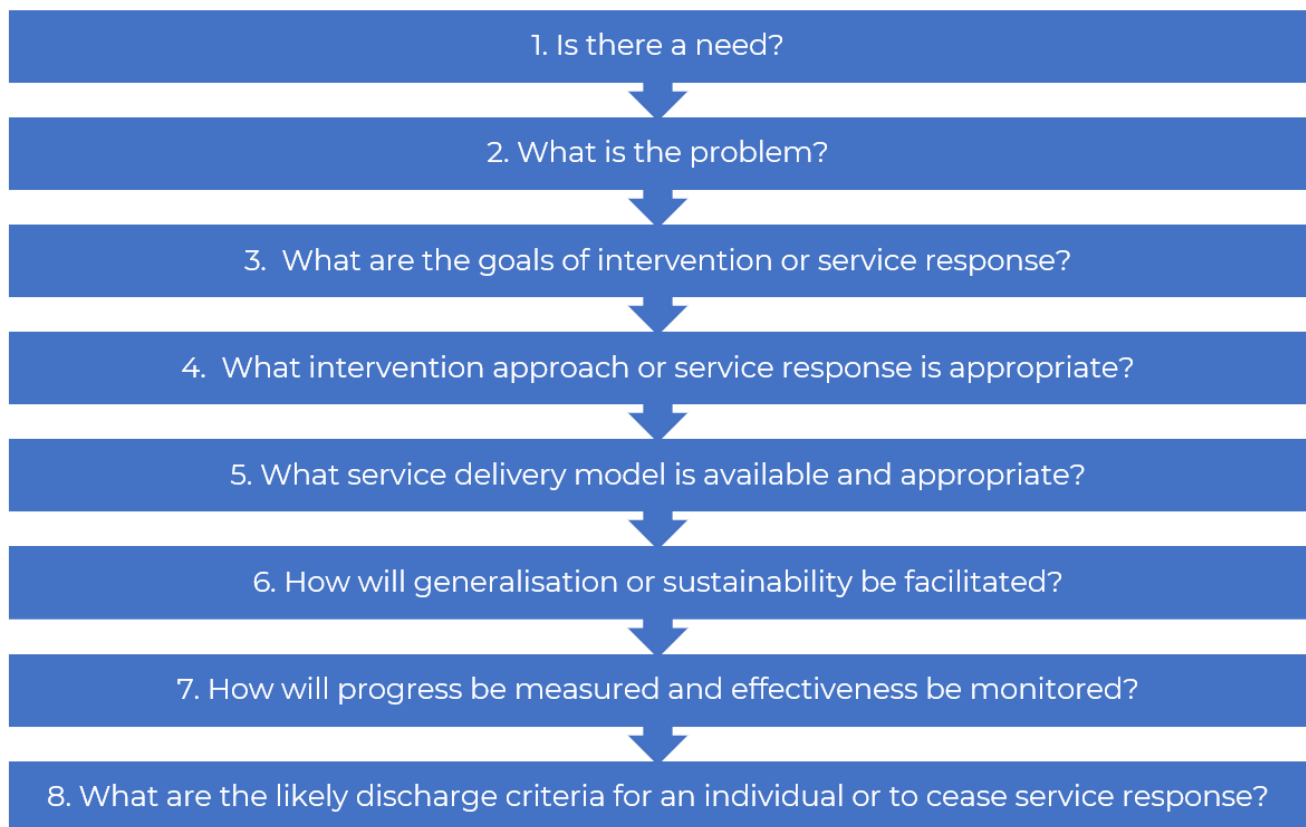 1. Is there a need?
2. What is the problem?
3.  What are the goals of intervention or service response?
4.  What intervention approach or service response is appropriate?
5. What service delivery model is available and appropriate?
6. How will generalisation or sustainability be facilitated?
7. How will progress be measured and effectiveness be monitored?
8. What are the likely discharge criteria for an individual or to cease service response?